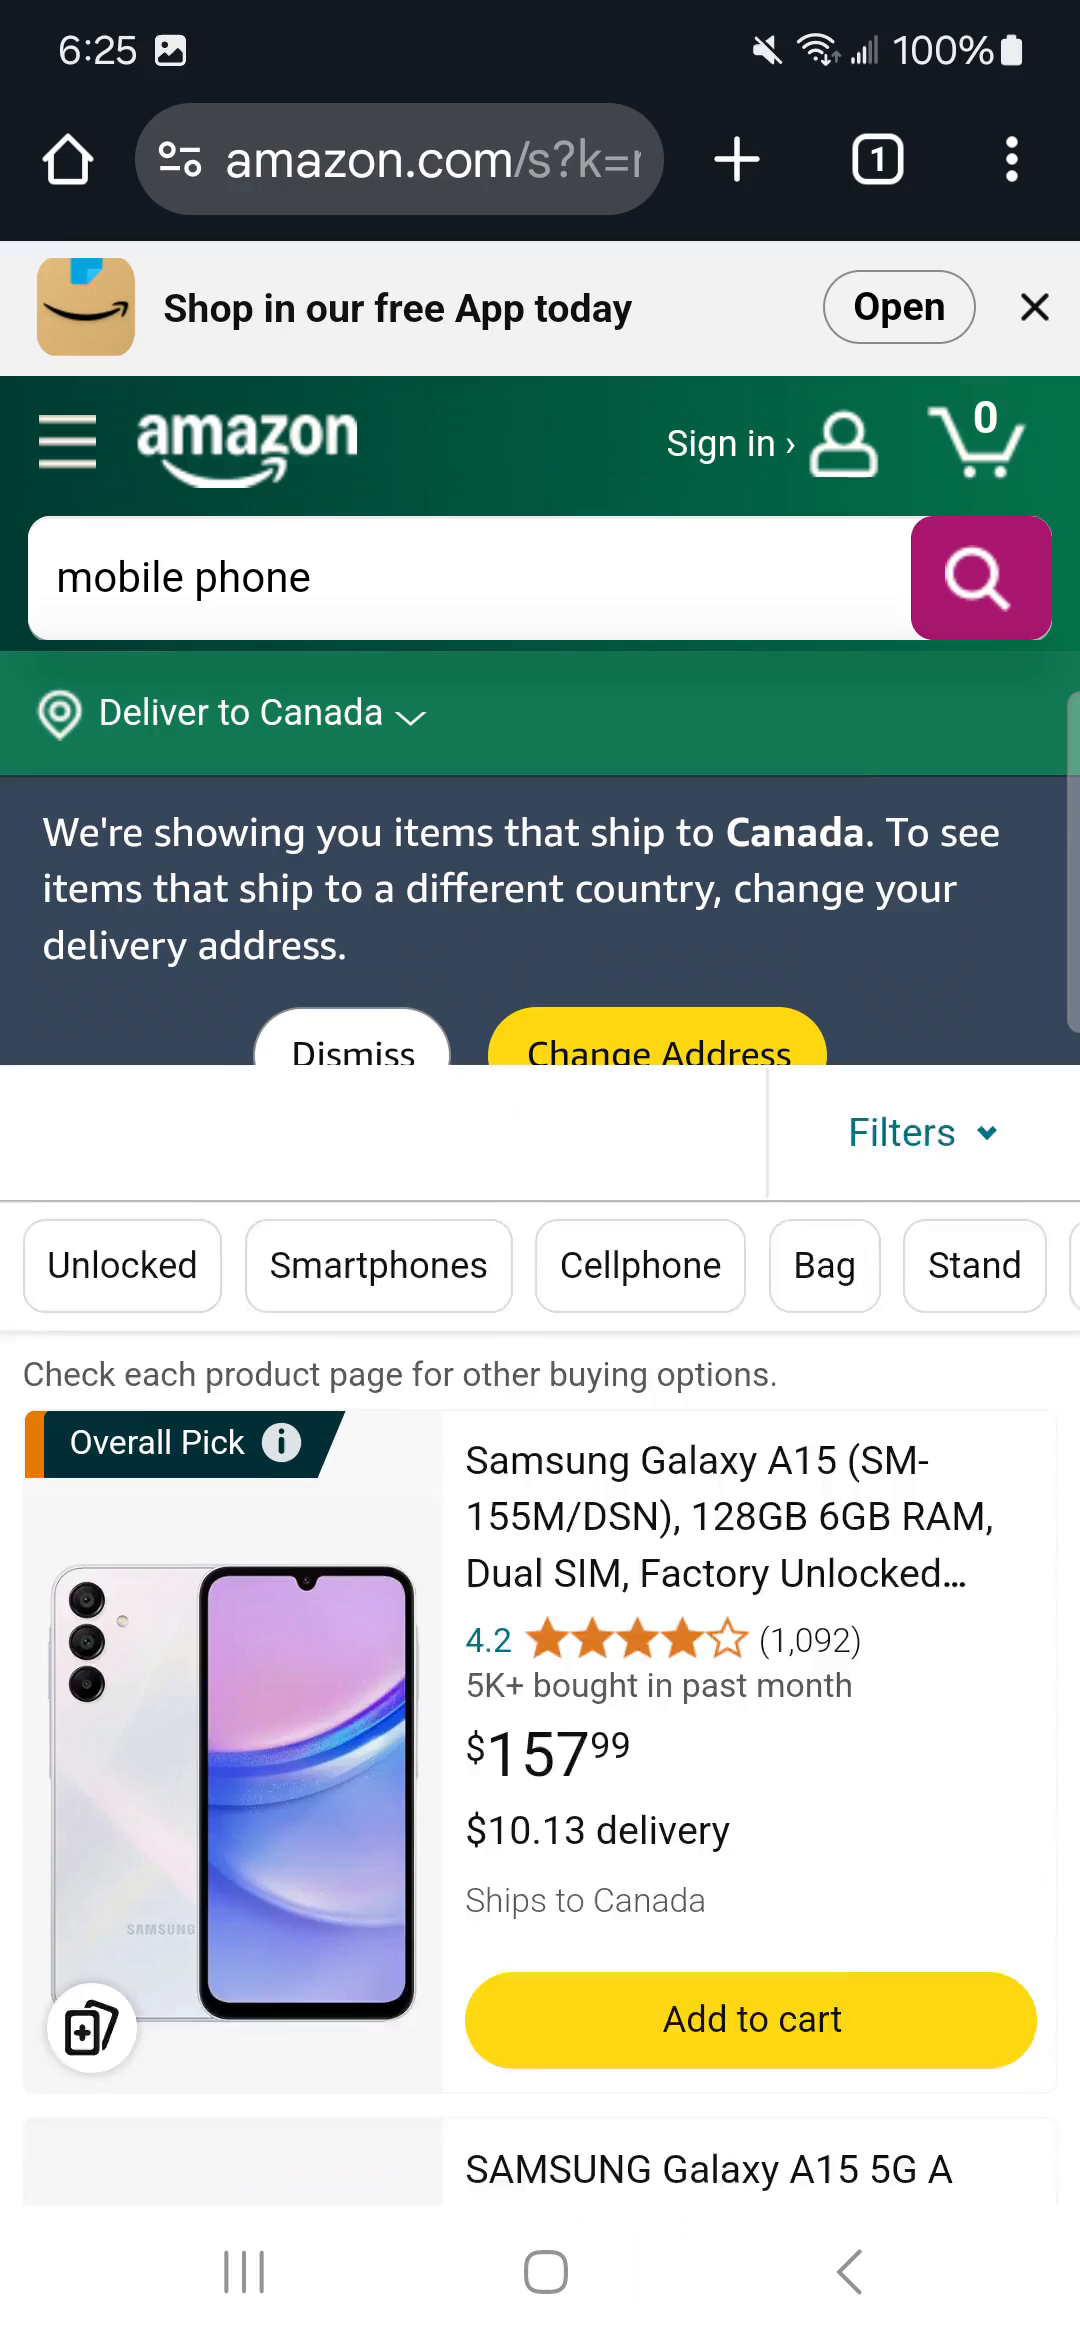 6:25 100%
amazon.com/s?k=
1
Shop in our free App today Open
amazon Sign in › 0
mobile phone
Deliver to Canada
We're showing you items that ship to Canada. To see
items that ship to a different country, change your
delivery address.
Dismiss Change Address
Filters
Unlocked Smartphones Cellphone Bag Stand
Check each product page for other buying options.
Overall Pick
Samsung Galaxy A15 (SM-
155M/DSN), 128GB 6GB RAM,
Dual SIM, Factory Unlocked...
4.2 (1,092)
5K+ bought in past month
$157.99
$10.13 delivery
Ships to Canada
SAMSUNG
Add to cart
SAMSUNG Galaxy A15 5G A